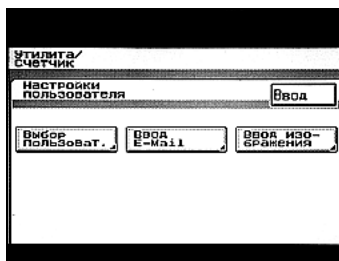 Утилита/
Счетчик
Настройки
пользователя
Ввод
Выбор
Пользоват.
Ввод
E-Mail
Ввод изо-
бражения